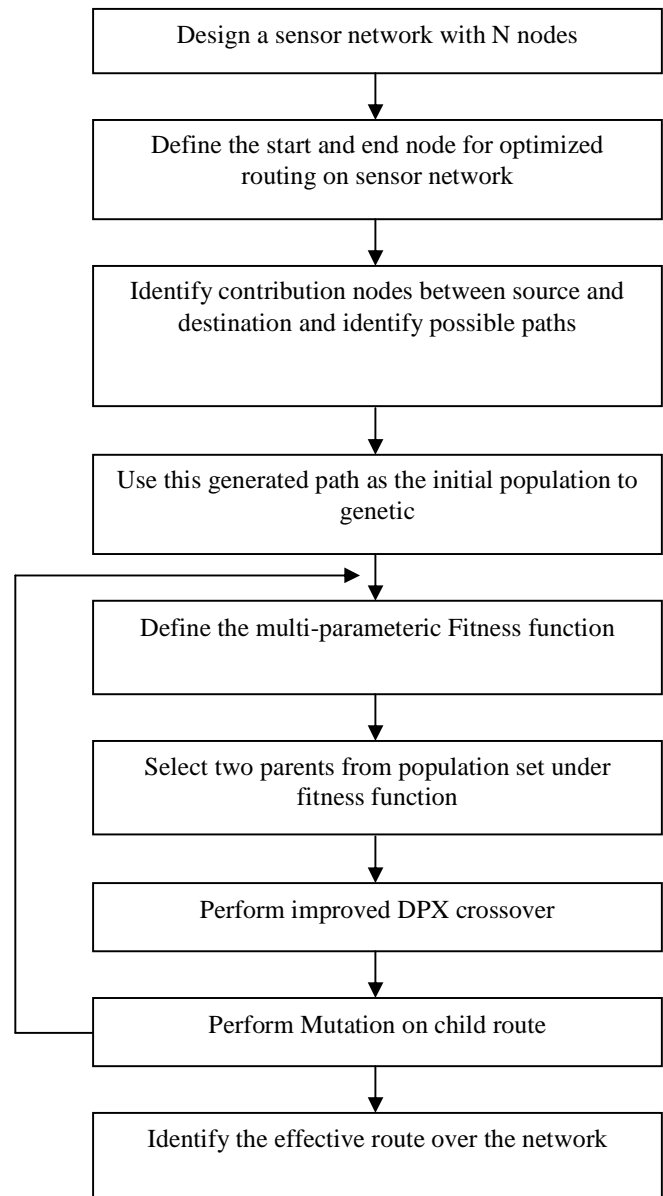 Design a sensor network with N nodes
Define the start and end node for optimized
routing on sensor network
Identify contribution nodes between source and
destination and identify possible paths
Use this generated path as the initial population to
genetic
Define the multi-parameteric Fitness function
Select two parents from population set under
fitness function
Perform improved DPX crossover
Perform Mutation on child route
Identify the effective route over the network